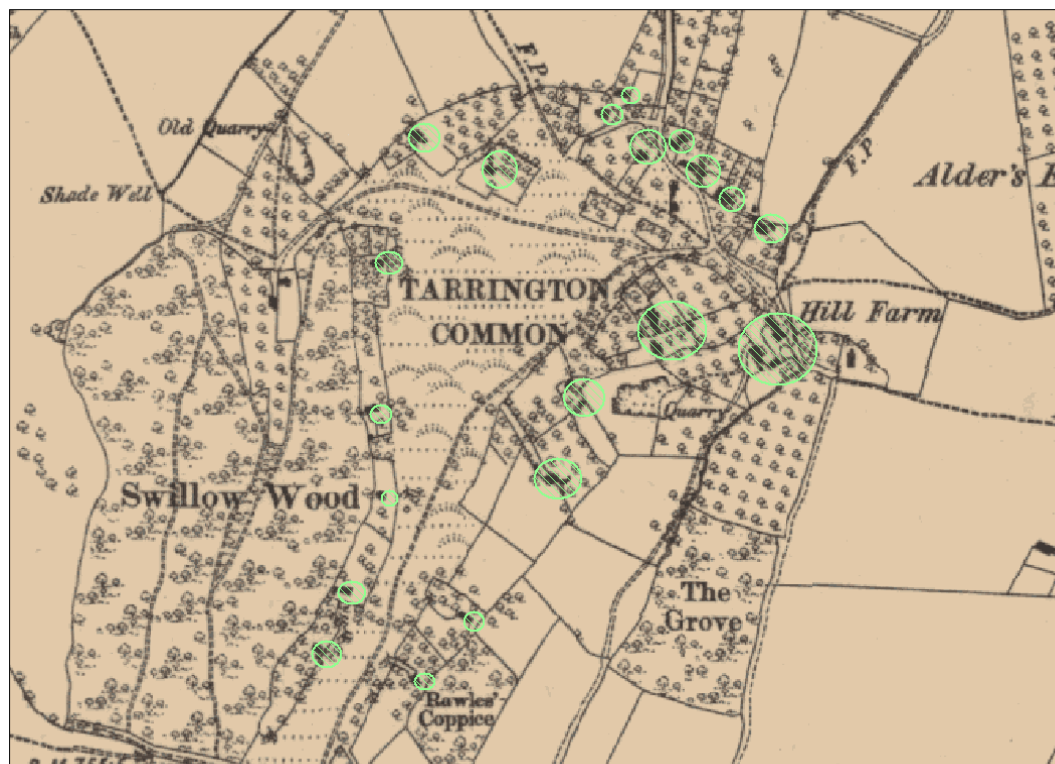 F.P
Old Quarry
F.P
Shade Well
Alder's
TARRINGTON
COMMON
Hill Farm
Quarry
Swillow Wood
The
Grove
Rawles'
Coppice